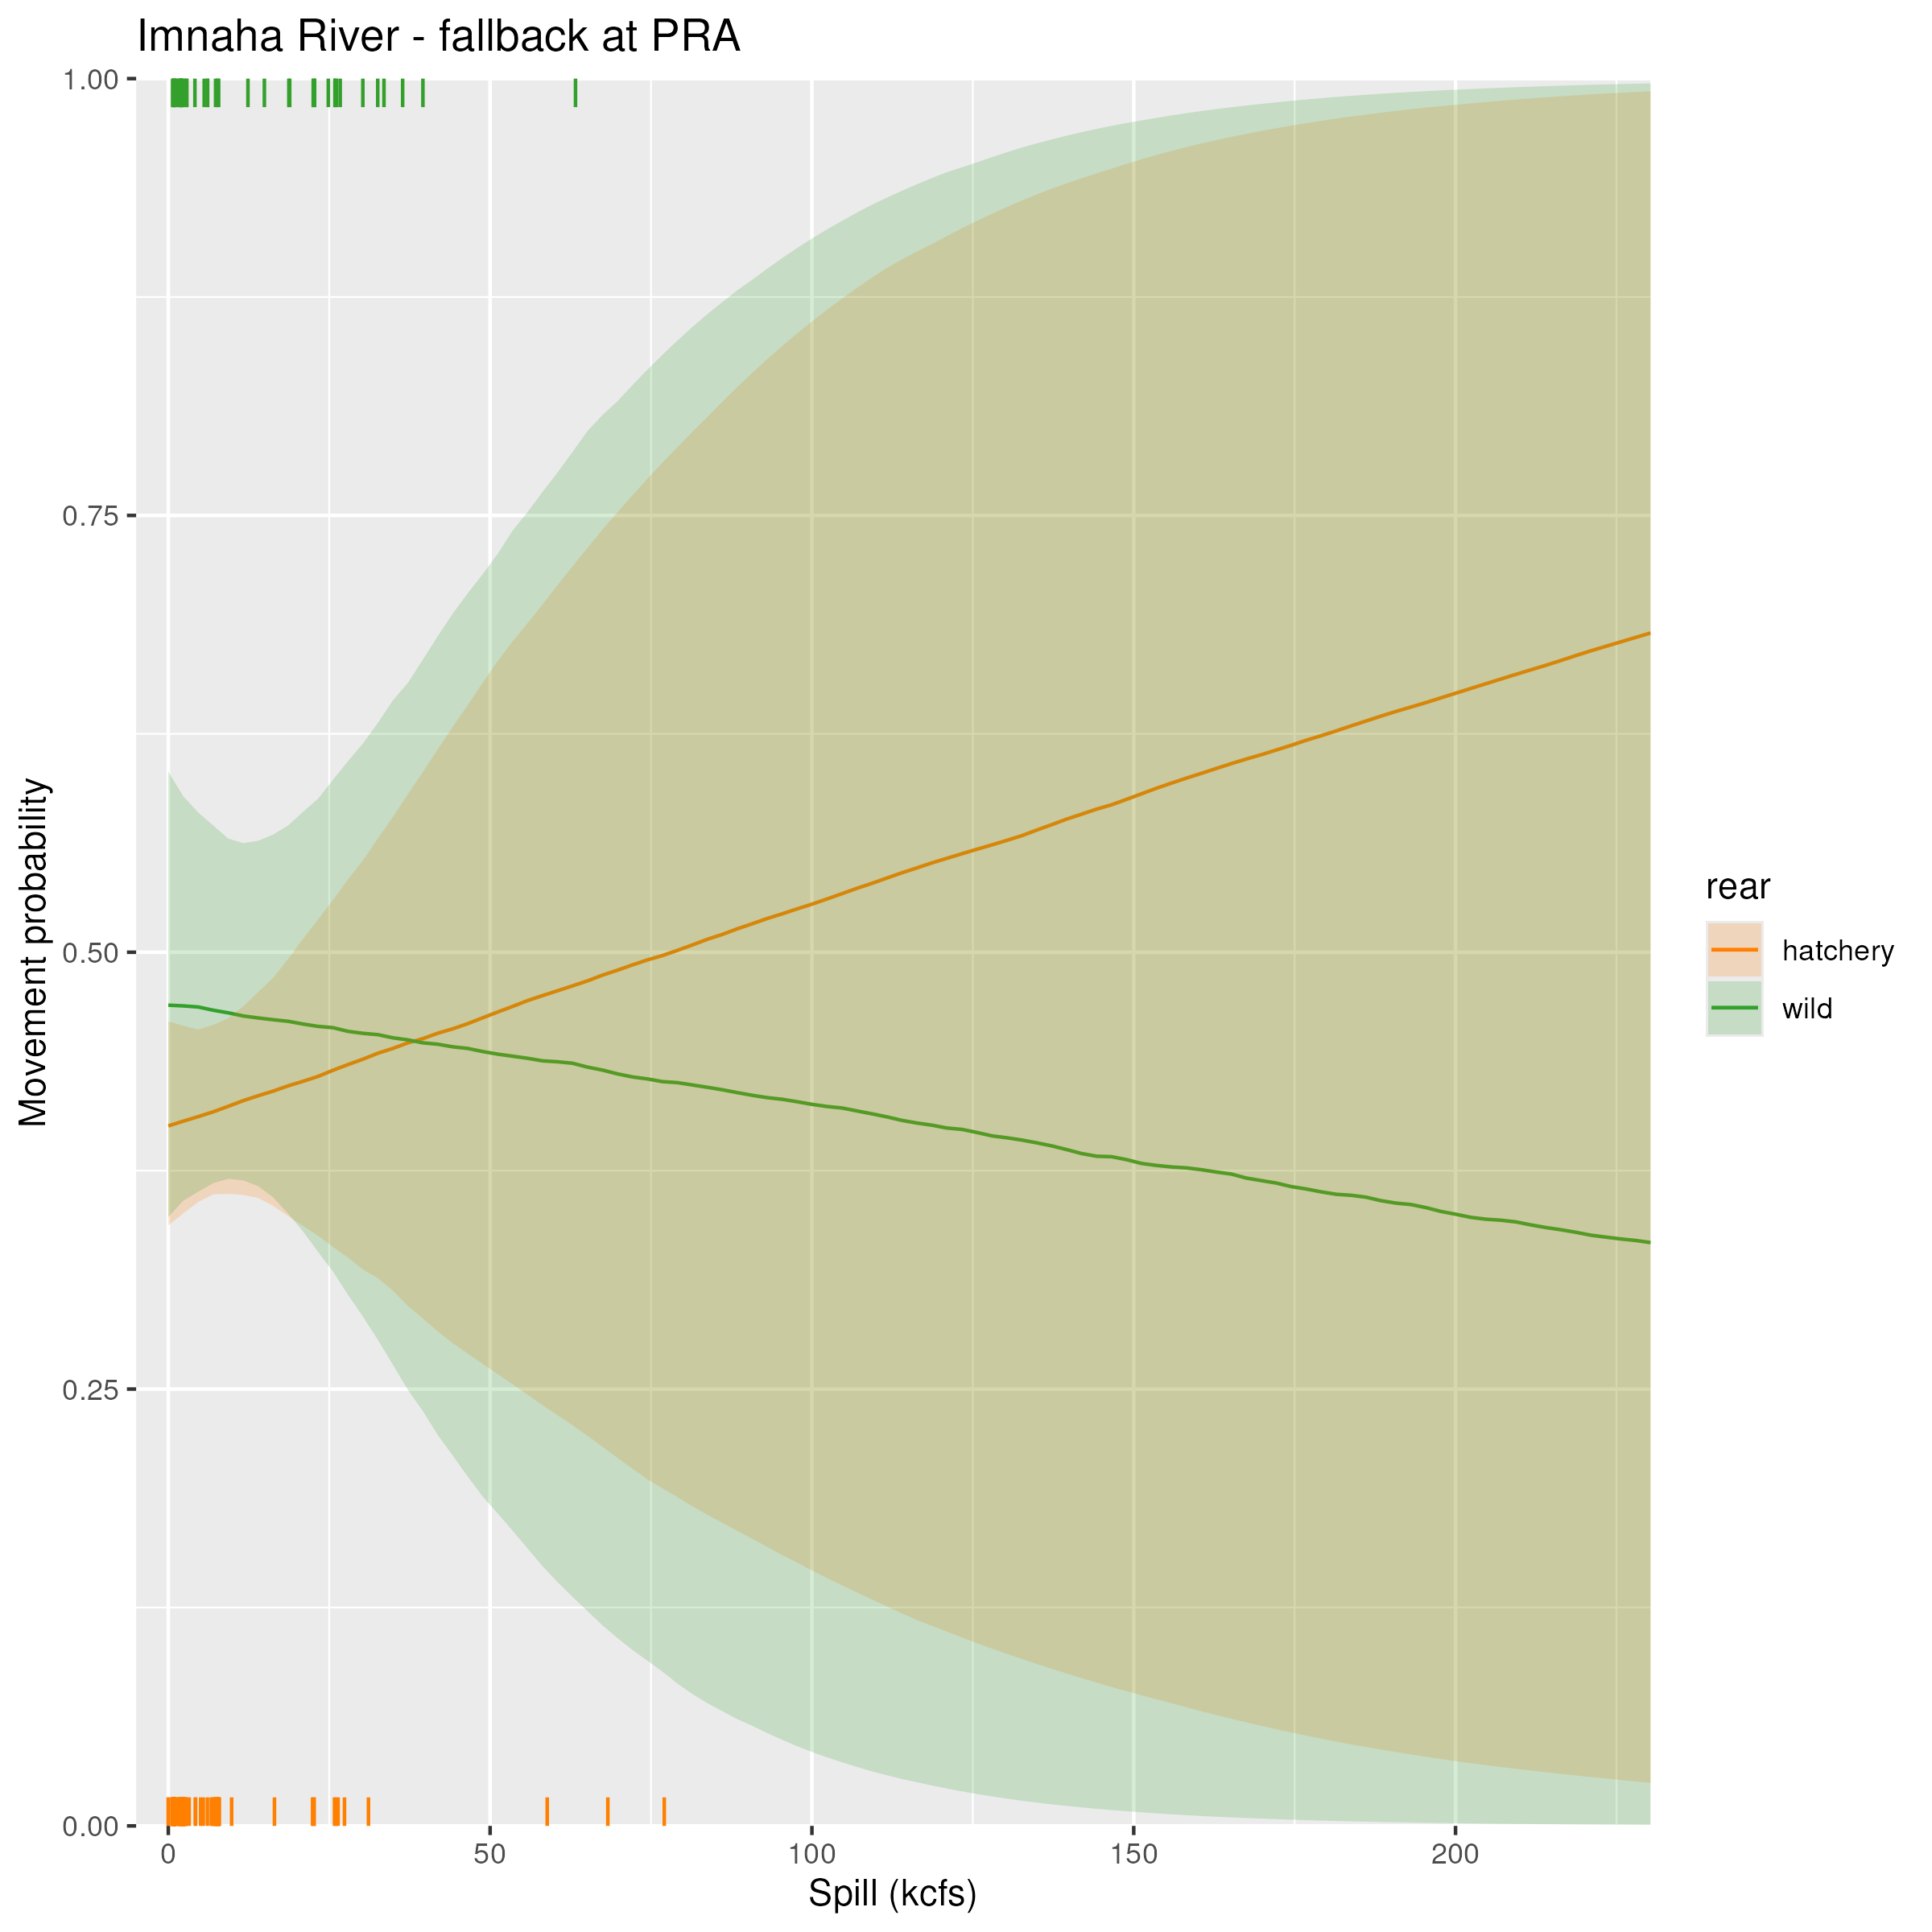 Imnaha River - fallback at PRA
1.00
0.75
0.50
0.25
0.00
Movement probability
0
50
100
150
200
Spill (kcfs)
rear
hatchery
wild